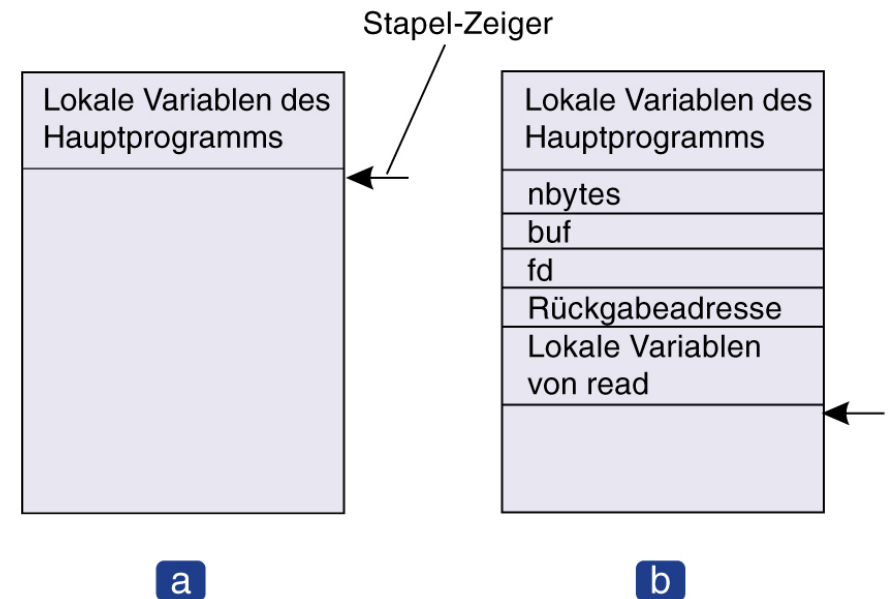 Stapel-Zeiger
Lokale Variablen des
Hauptprogramms
Lokale Variablen des
Hauptprogramms
nbytes
buf
fd
Rückgabeadresse
Lokale Variablen
von read
a
b